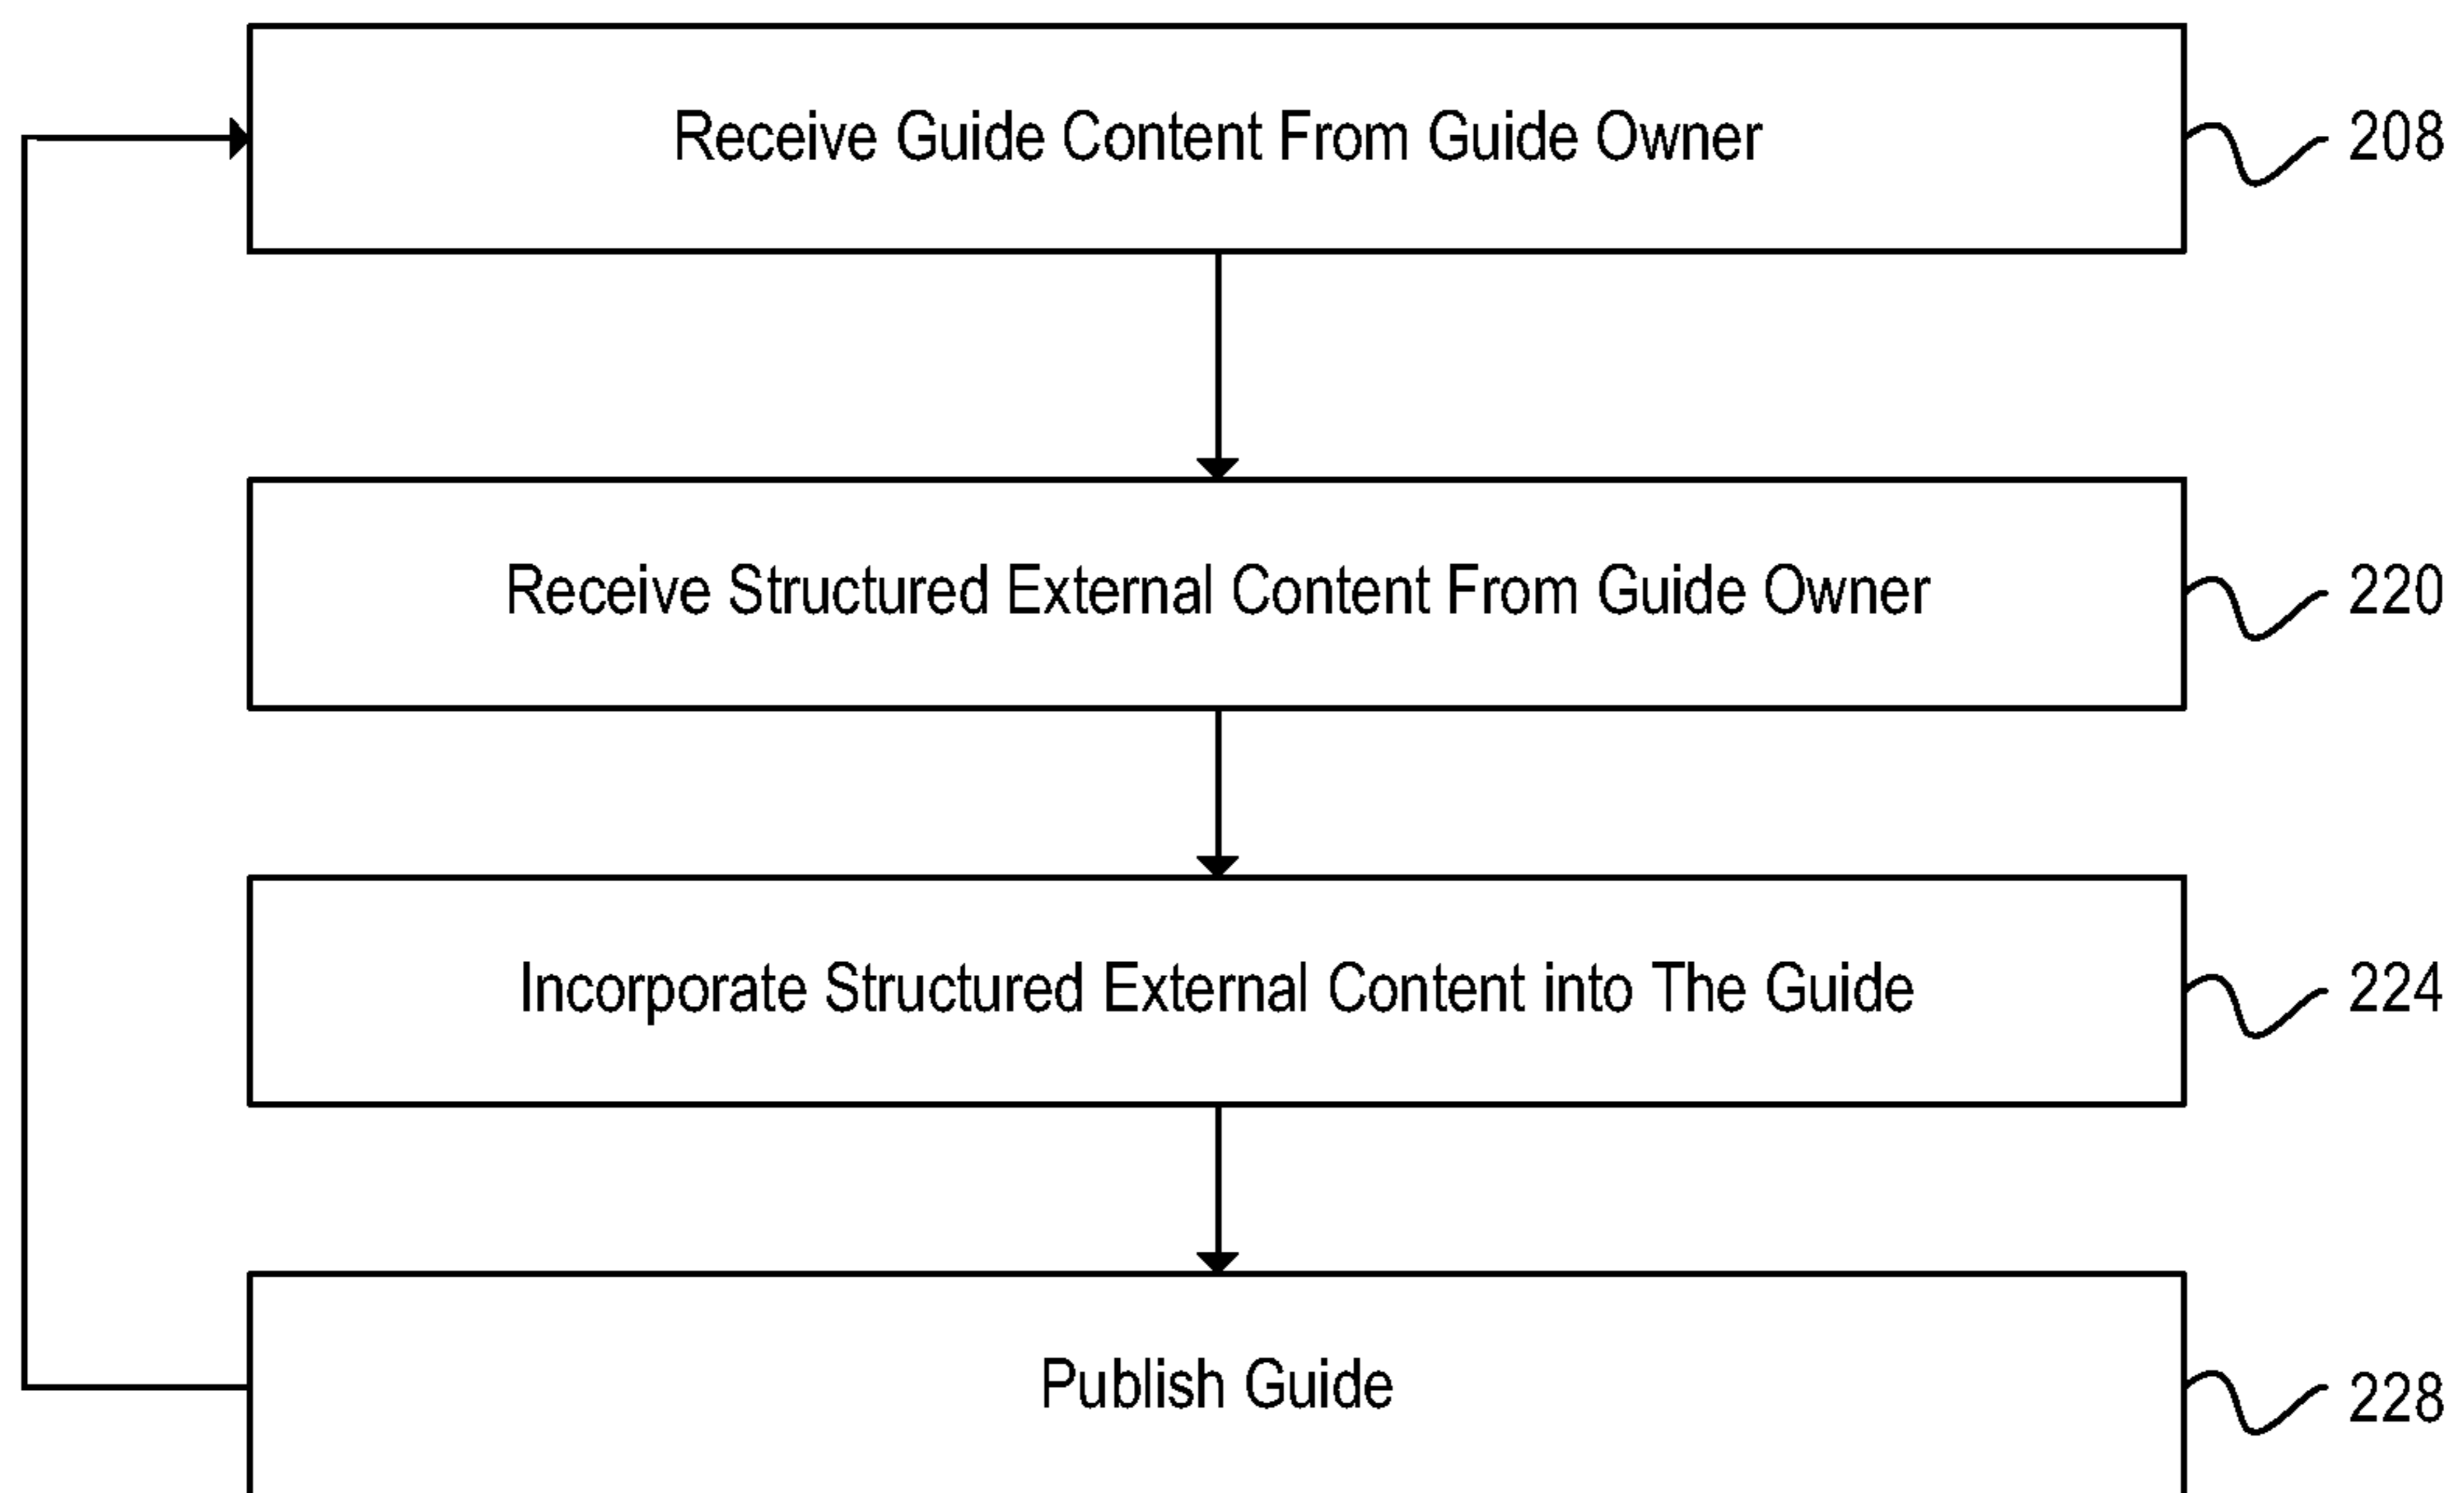 Receive Guide Content From Guide Owner
208
Receive Structured External Content From Guide Owner
220
Incorporate Structured External Content into The Guide
224
Publish Guide
228